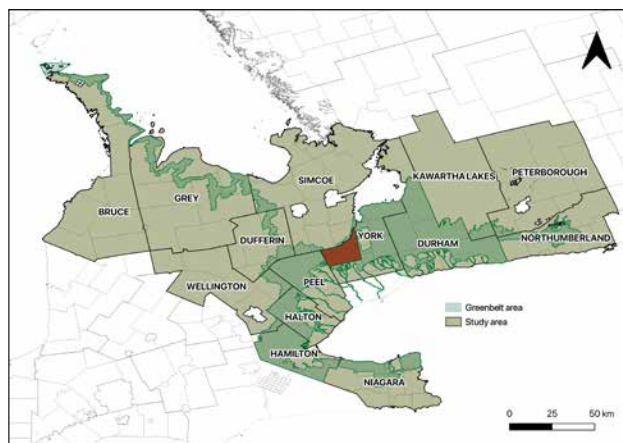 KAWARTHA LAKES
PETERBOROUGH
SIMCOE
GREY
BRUCE
YORK
NORTHUMBERLAND
DUFFERIN
DURHAM
PEEL
WELLINGTON
Greenbelt area
HALTON
Study area
HAMILTON
NIAGARA
0 25 50 km